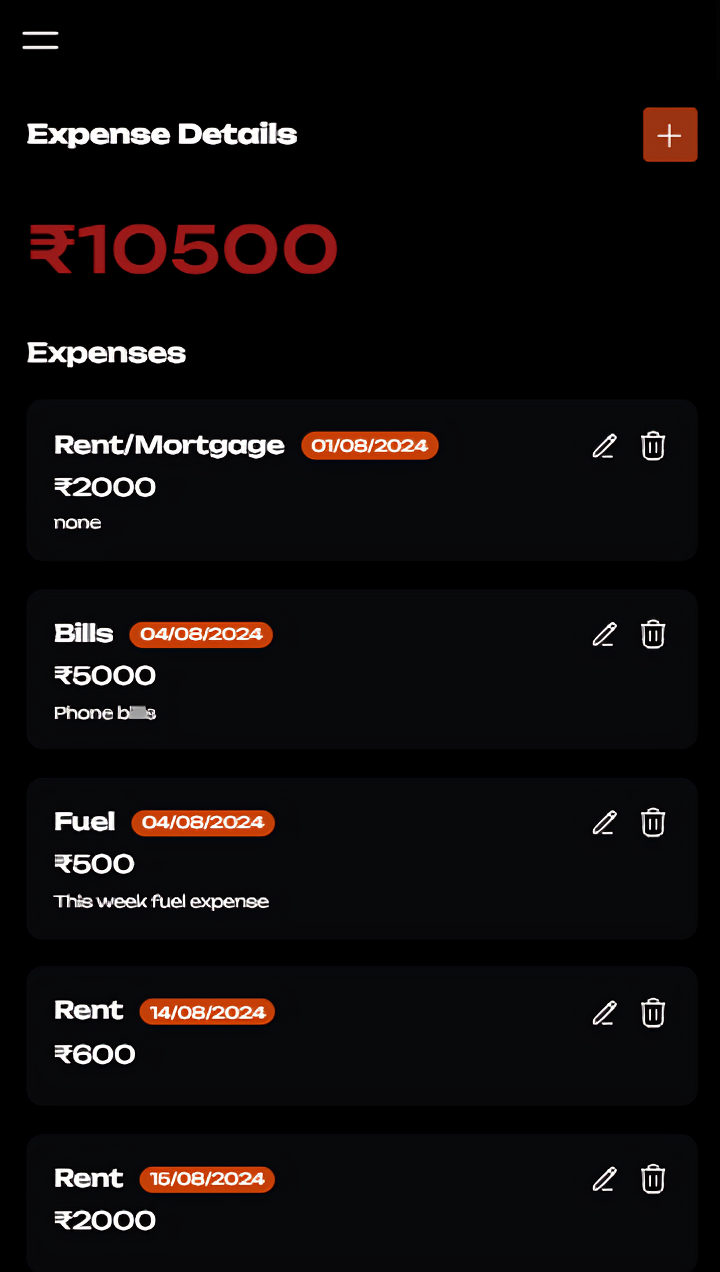 Expense Details
₹10500
Expenses
Rent/Mortgage 01/08/2024
₹2000
none
Bills 04/08/2024
₹5000
Phone
Fuel 04/08/2024
₹500
This week fuel expense
Rent 14/08/2024
₹600
Rent 15/08/2024
₹2000